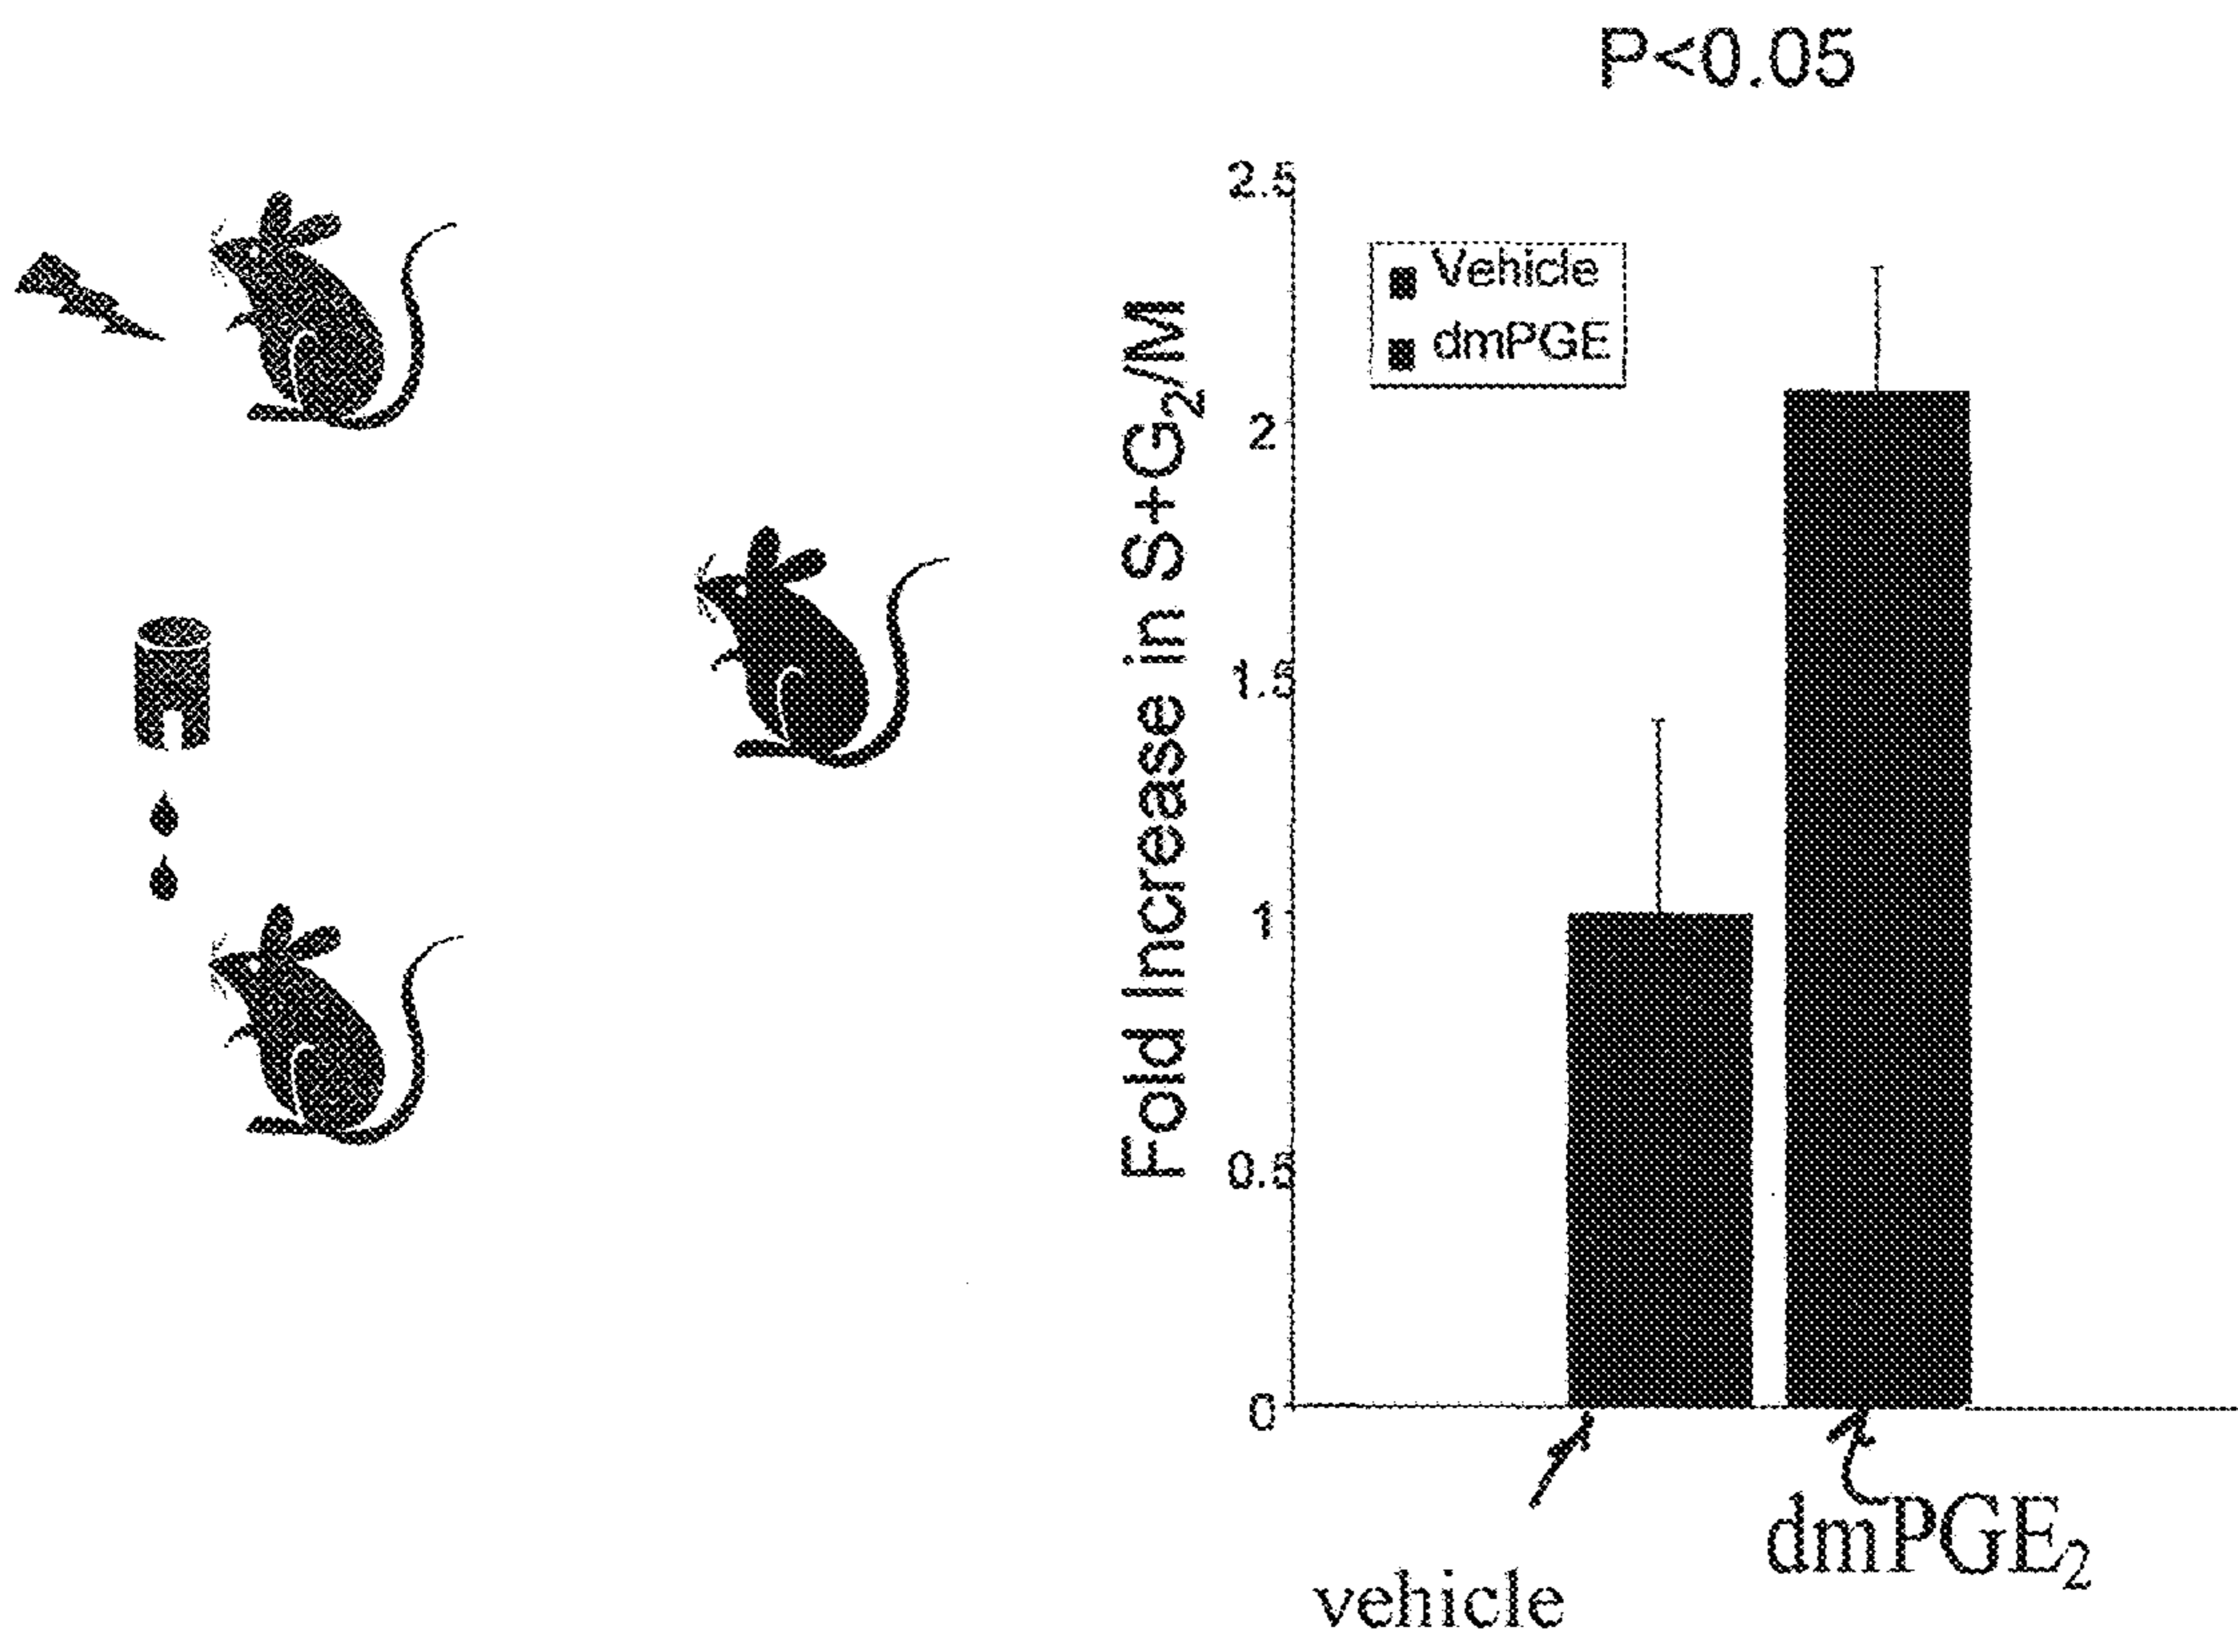 P<0.05
Fold Increase in S+G₂/M
2.5
2
1.5
1
0.5
0
Vehicle
dmPGE
vehicle
dmPGE₂